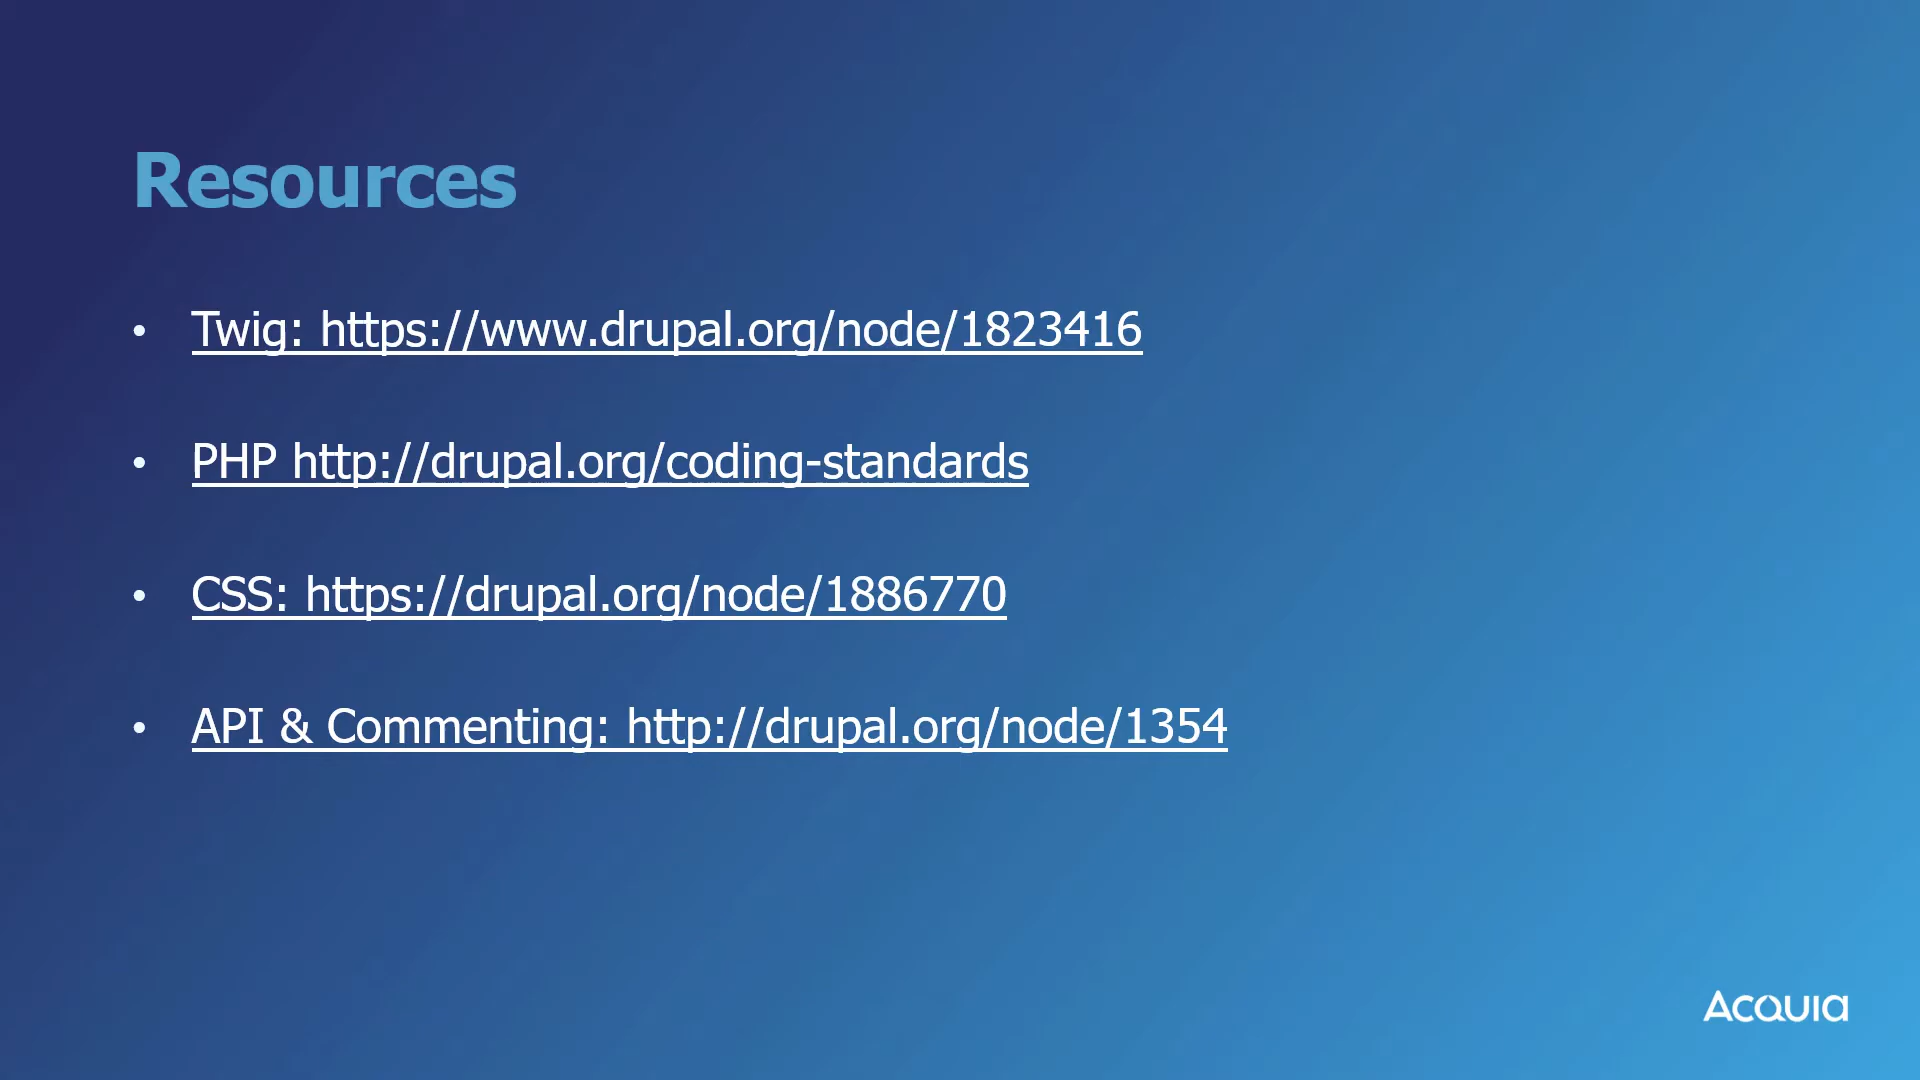 Resources
• Twig: https://www.drupal.org/node/1823416
• PHP http://drupal.org/coding-standards
• CSS: https://drupal.org/node/1886770
• API & Commenting: http://drupal.org/node/1354
Acquia